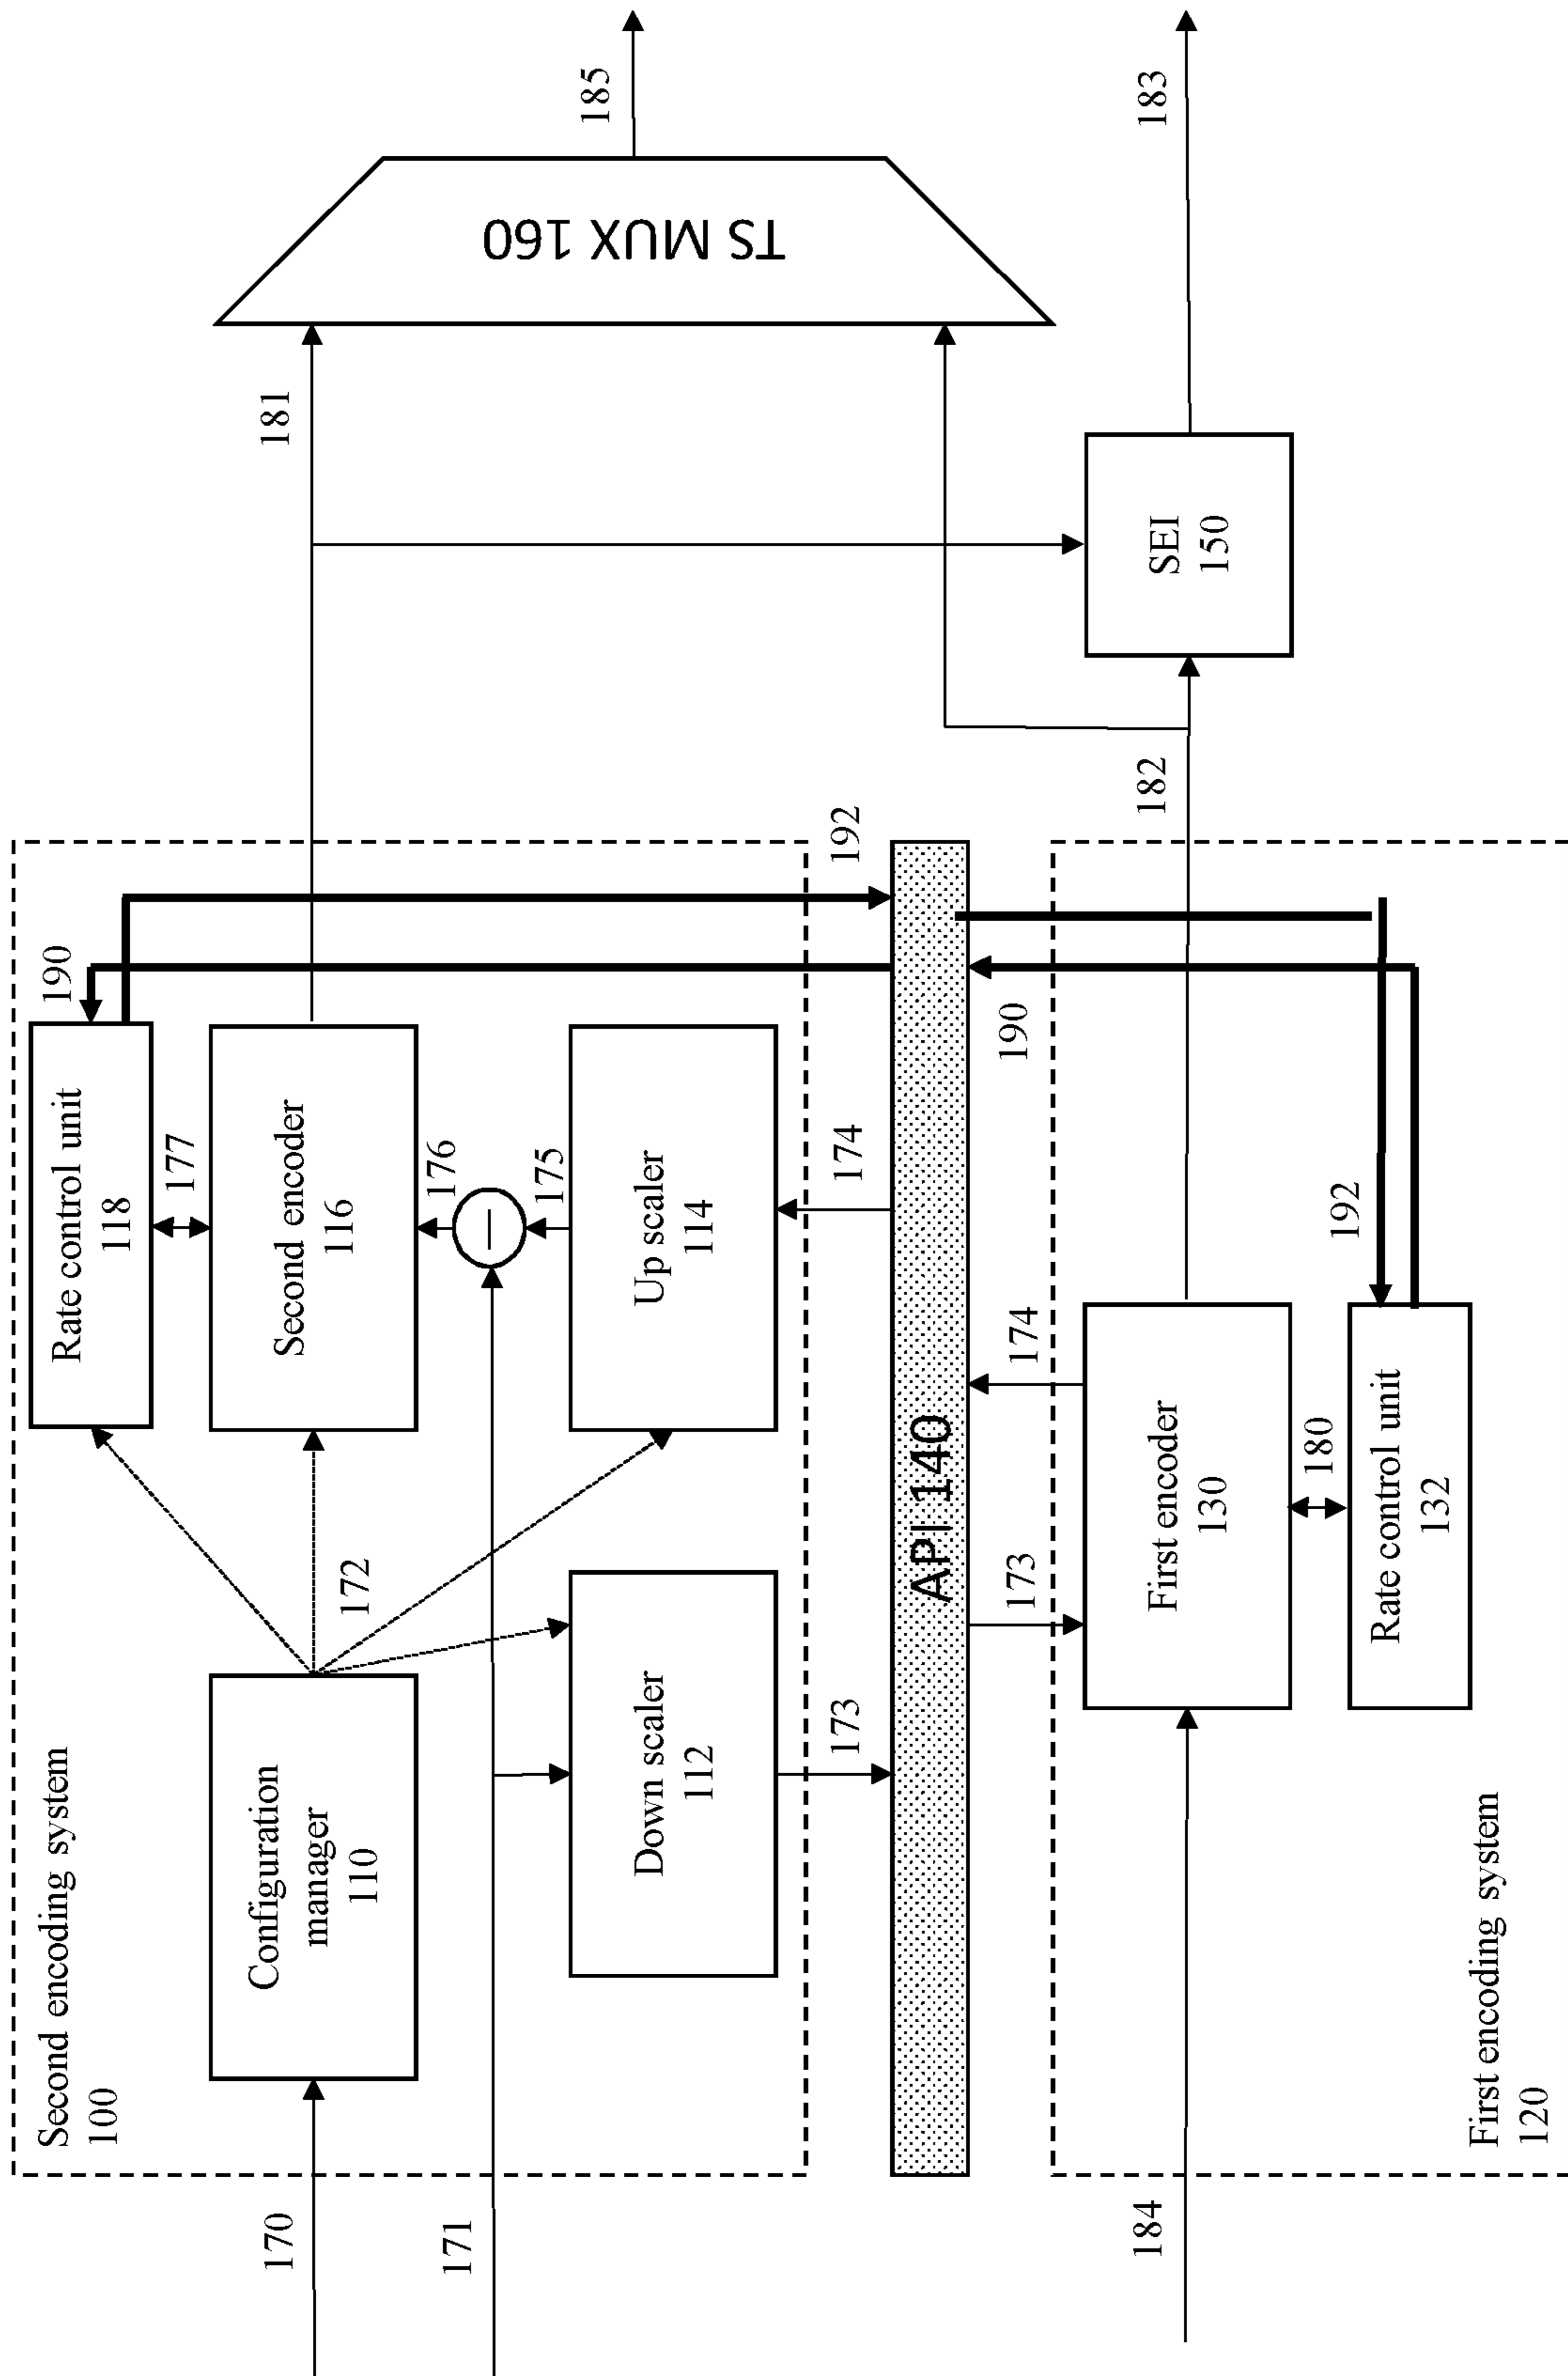 Second encoding system
100
170
Configuration
manager
110
172
Rate control unit
118
190
177
Second encoder
116
176
175
181
171
Down scaler
112
Up scaler
114
173
174
192
TS MUX 160
185
API 140
173
174
190
184
First encoder
130
182
SEI
150
183
180
192
Rate control unit
132
First encoding system
120